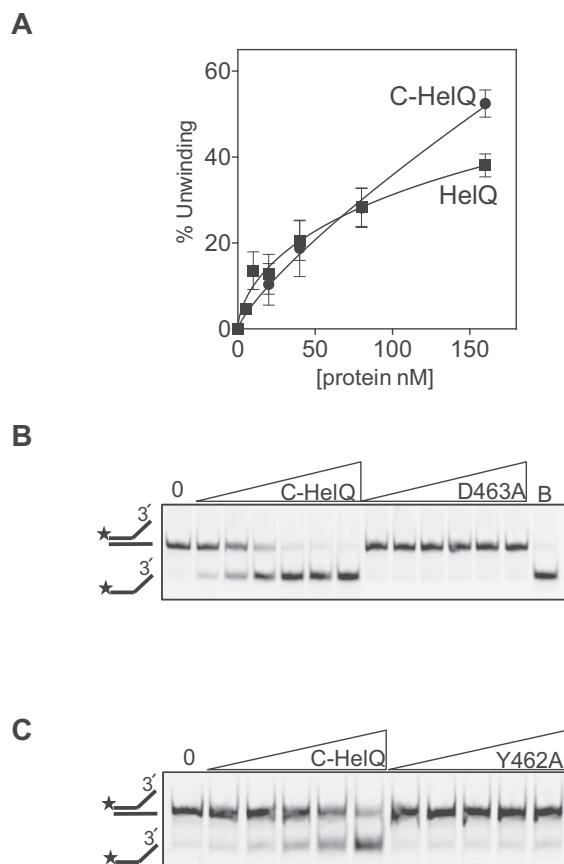 A
60
C-HelQ
40
HelQ
% Unwinding
20
0
0 50 100 150
[protein nM]
B
0 C-HelQ D463A B
3′
3′
C
0 C-HelQ Y462A
3′
3′